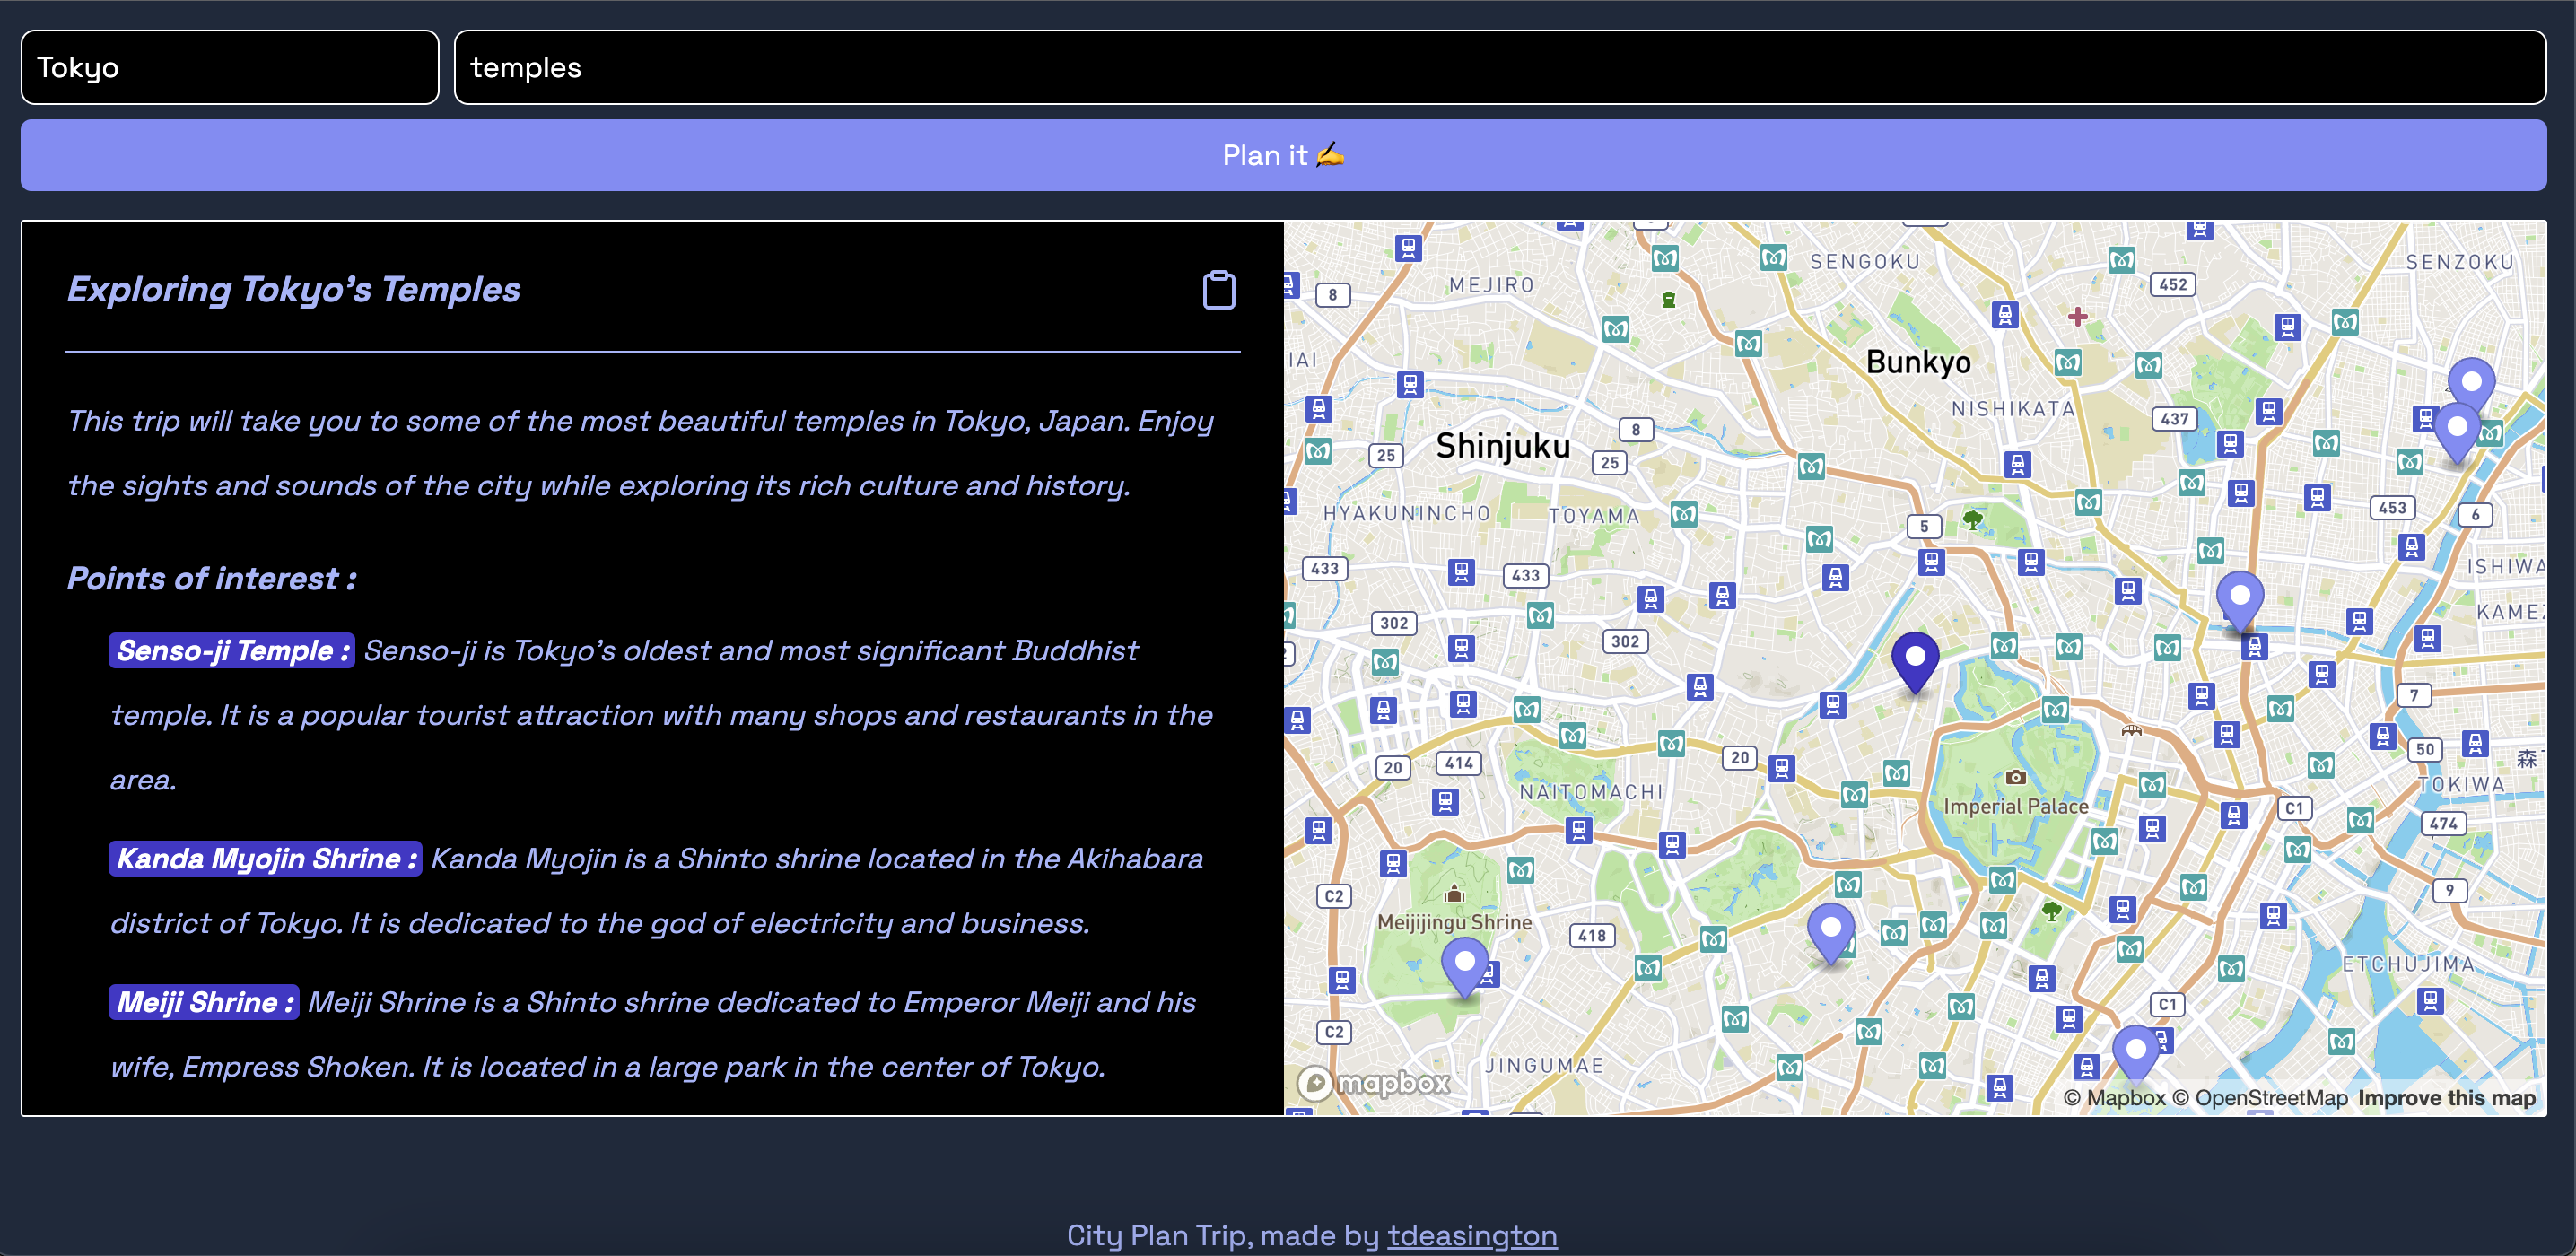 Tokyo
temples
Plan it ✍️
Exploring Tokyo's Temples
This trip will take you to some of the most beautiful temples in Tokyo, Japan. Enjoy
the sights and sounds of the city while exploring its rich culture and history.
Points of interest :
Senso-ji Temple : Senso-ji is Tokyo's oldest and most significant Buddhist
temple. It is a popular tourist attraction with many shops and restaurants in the
area.
Kanda Myojin Shrine : Kanda Myojin is a Shinto shrine located in the Akihabara
district of Tokyo. It is dedicated to the god of electricity and business.
Meiji Shrine : Meiji Shrine is a Shinto shrine dedicated to Emperor Meiji and his
wife, Empress Shoken. It is located in a large park in the center of Tokyo.
SENGOKU
SENZOKU
MEJIRO
452
8
IAI
Bunkyo
NISHIKATA
437
8
Shinjuku
25
25
HYAKUNINCHO
TOYAMA
453
6
5
433
433
ISHIWA
KAMEZ
302
302
7
20
414
20
50
森
TOKIWA
NAITOMACHI
Imperial Palace
C1
474
C2
9
Meijijingu Shrine
418
ETCHUJIMA
C1
C2
JINGUMAE
mapbox
© Mapbox © OpenStreetMap Improve this map
City Plan Trip, made by tdeasington